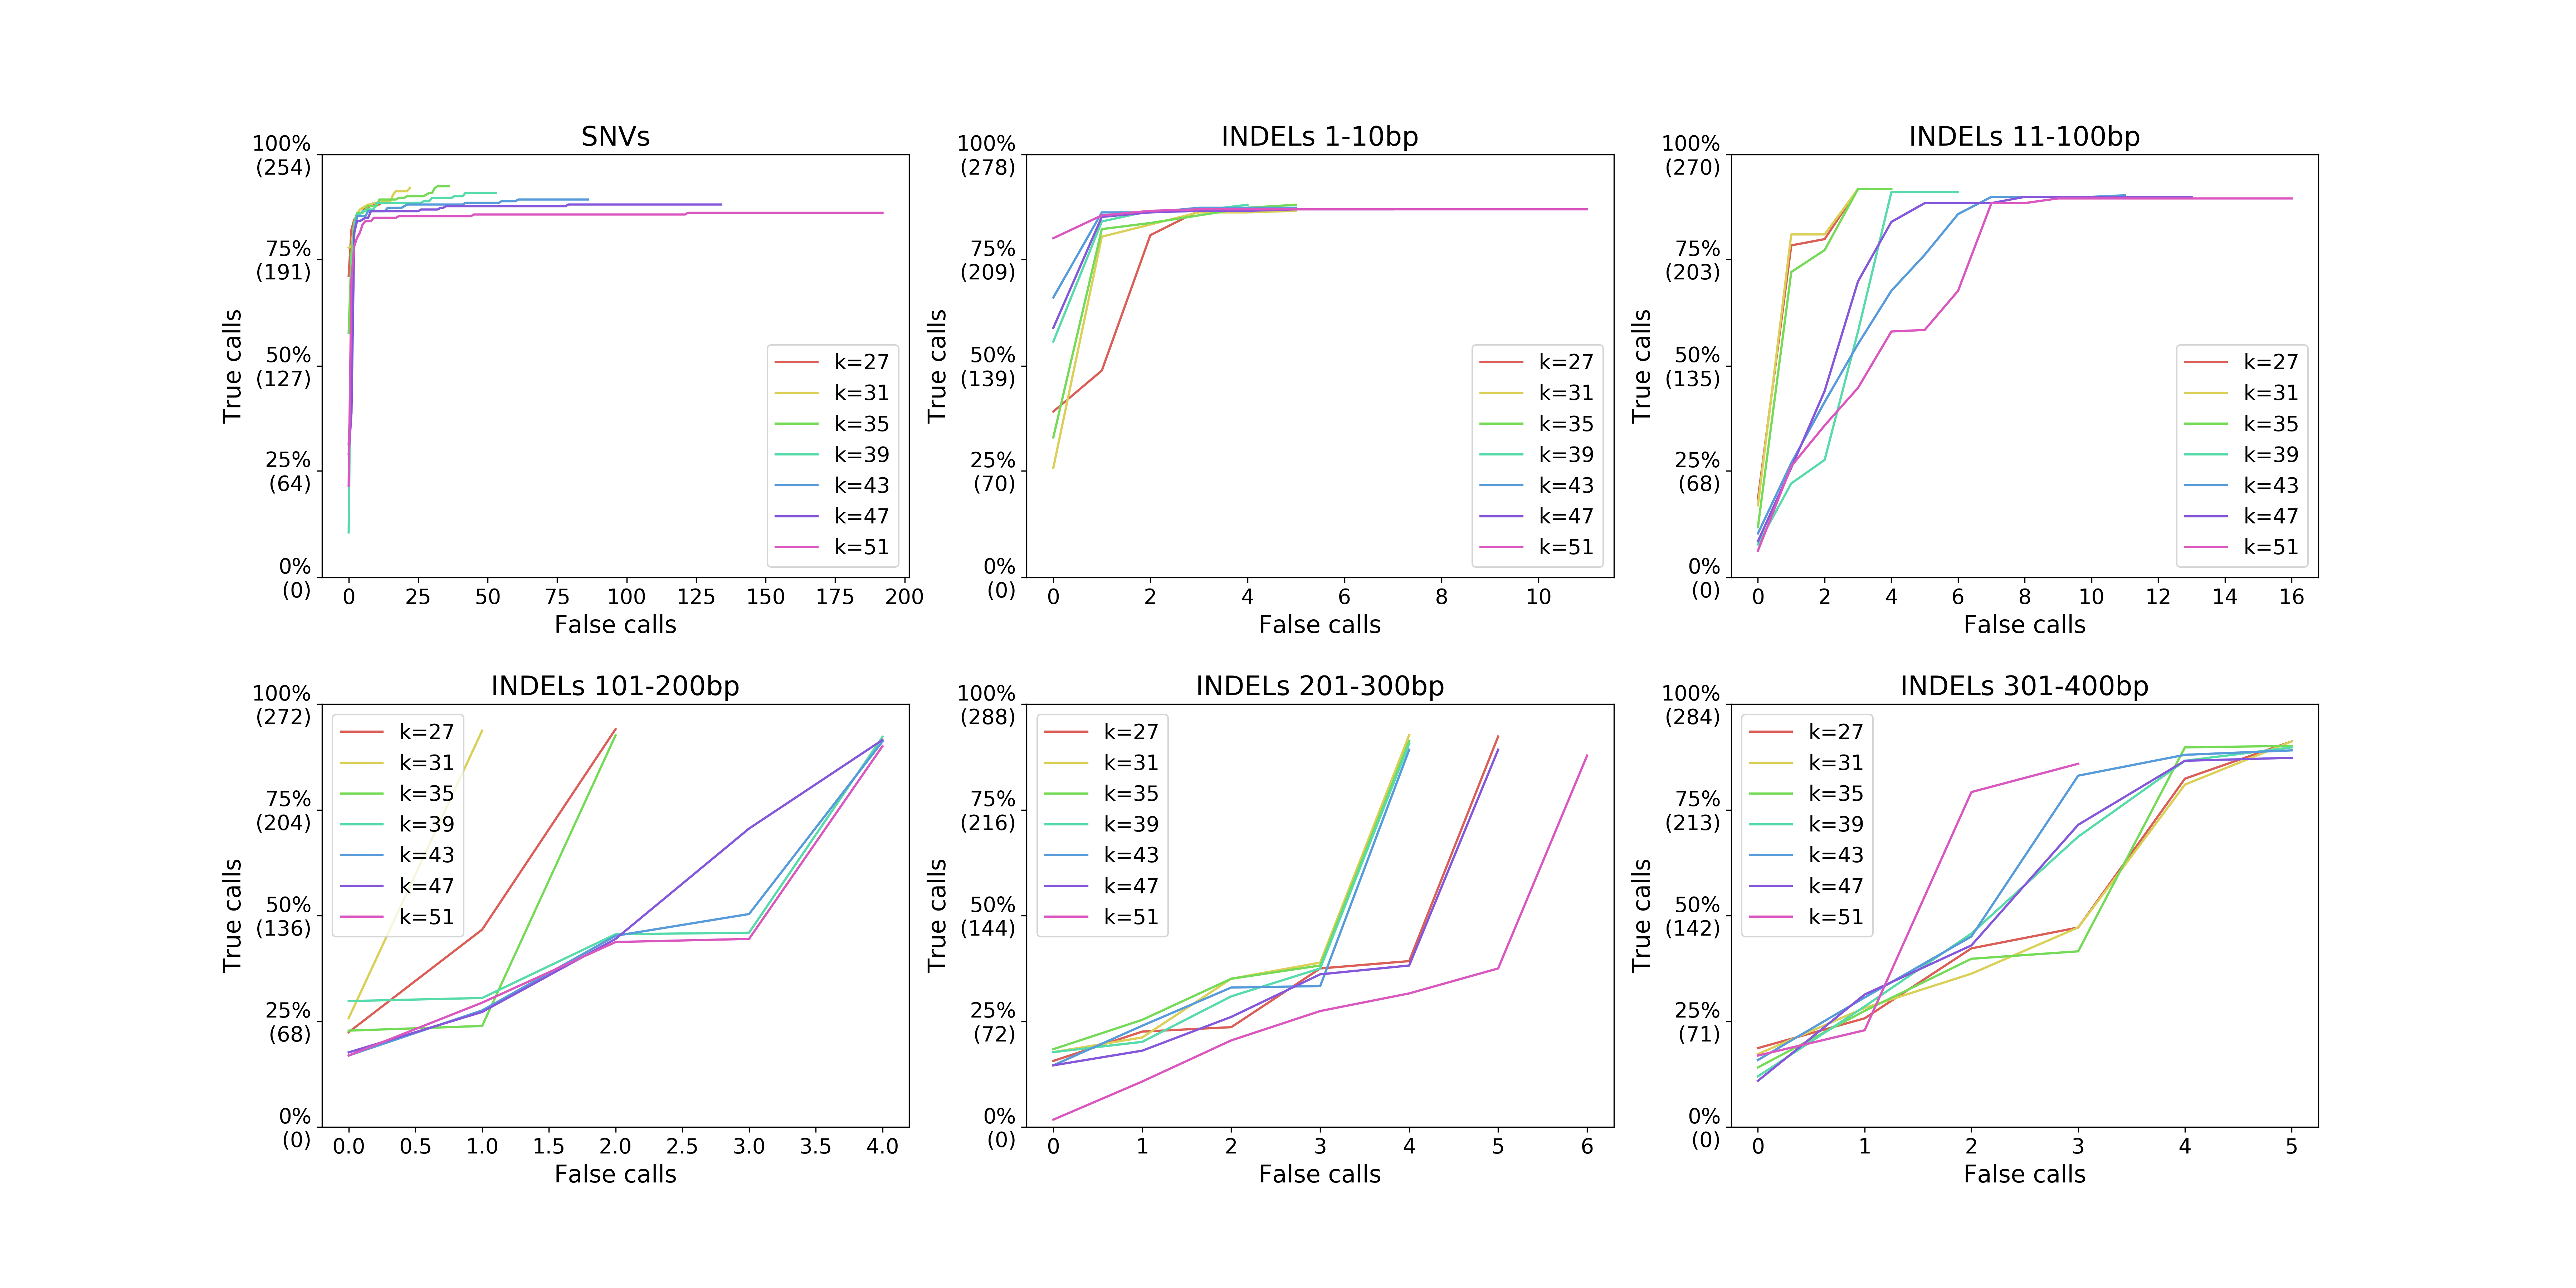 SNVs
100%
(254)
75%
(191)
50%
(127)
25%
(64)
0%
(0)
True calls
k=27
k=31
k=35
k=39
k=43
k=47
k=51
0 25 50 75 100 125 150 175 200
False calls
INDELs 1-10bp
100%
(278)
75%
(209)
50%
(139)
25%
(70)
0%
(0)
True calls
k=27
k=31
k=35
k=39
k=43
k=47
k=51
0 2 4 6 8 10
False calls
INDELs 11-100bp
100%
(270)
75%
(203)
50%
(135)
25%
(68)
0%
(0)
True calls
k=27
k=31
k=35
k=39
k=43
k=47
k=51
0 2 4 6 8 10 12 14 16
False calls
INDELs 101-200bp
100%
(272)
75%
(204)
50%
(136)
25%
(68)
0%
(0)
True calls
k=27
k=31
k=35
k=39
k=43
k=47
k=51
0.0 0.5 1.0 1.5 2.0 2.5 3.0 3.5 4.0
False calls
INDELs 201-300bp
100%
(288)
75%
(216)
50%
(144)
25%
(72)
0%
(0)
True calls
k=27
k=31
k=35
k=39
k=43
k=47
k=51
0 1 2 3 4 5 6
False calls
INDELs 301-400bp
100%
(284)
75%
(213)
50%
(142)
25%
(71)
0%
(0)
True calls
k=27
k=31
k=35
k=39
k=43
k=47
k=51
0 1 2 3 4 5
False calls